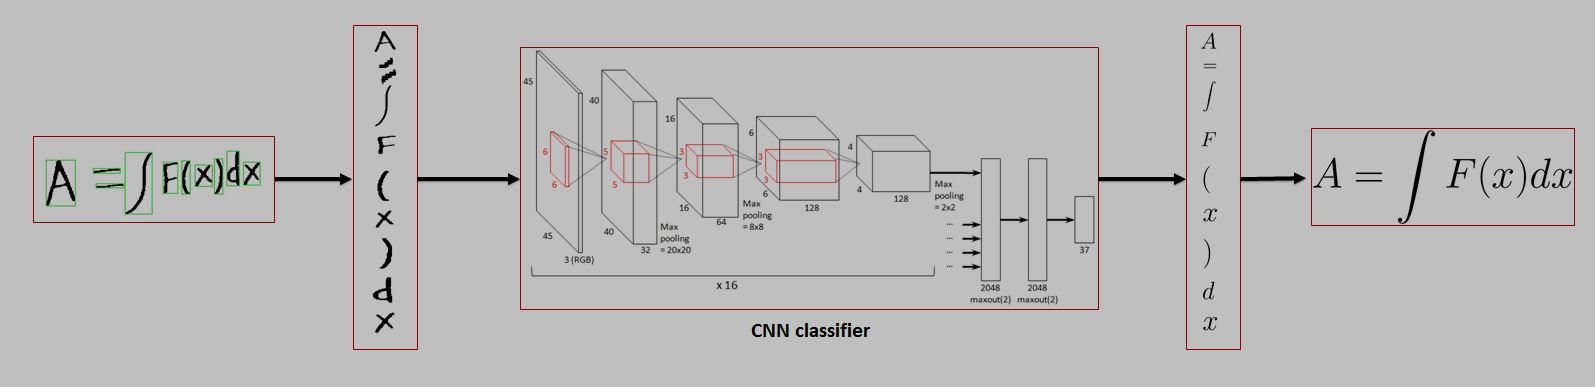 A = ∫ F(x) dx
A
=
∫
F
(
x
)
d
x
45
6
6
45
3 (RGB)
40
5
5
40
32
Max
pooling
= 20x20
16
3
3
16
64
Max
pooling
= 8x8
6
3
3
6
128
4
4
128
Max
pooling
= 2x2
...
...
...
...
x 16
2048
maxout(2)
2048
maxout(2)
37
CNN classifier
A
=
∫
F
(
x
)
d
x
A = ∫ F(x)dx